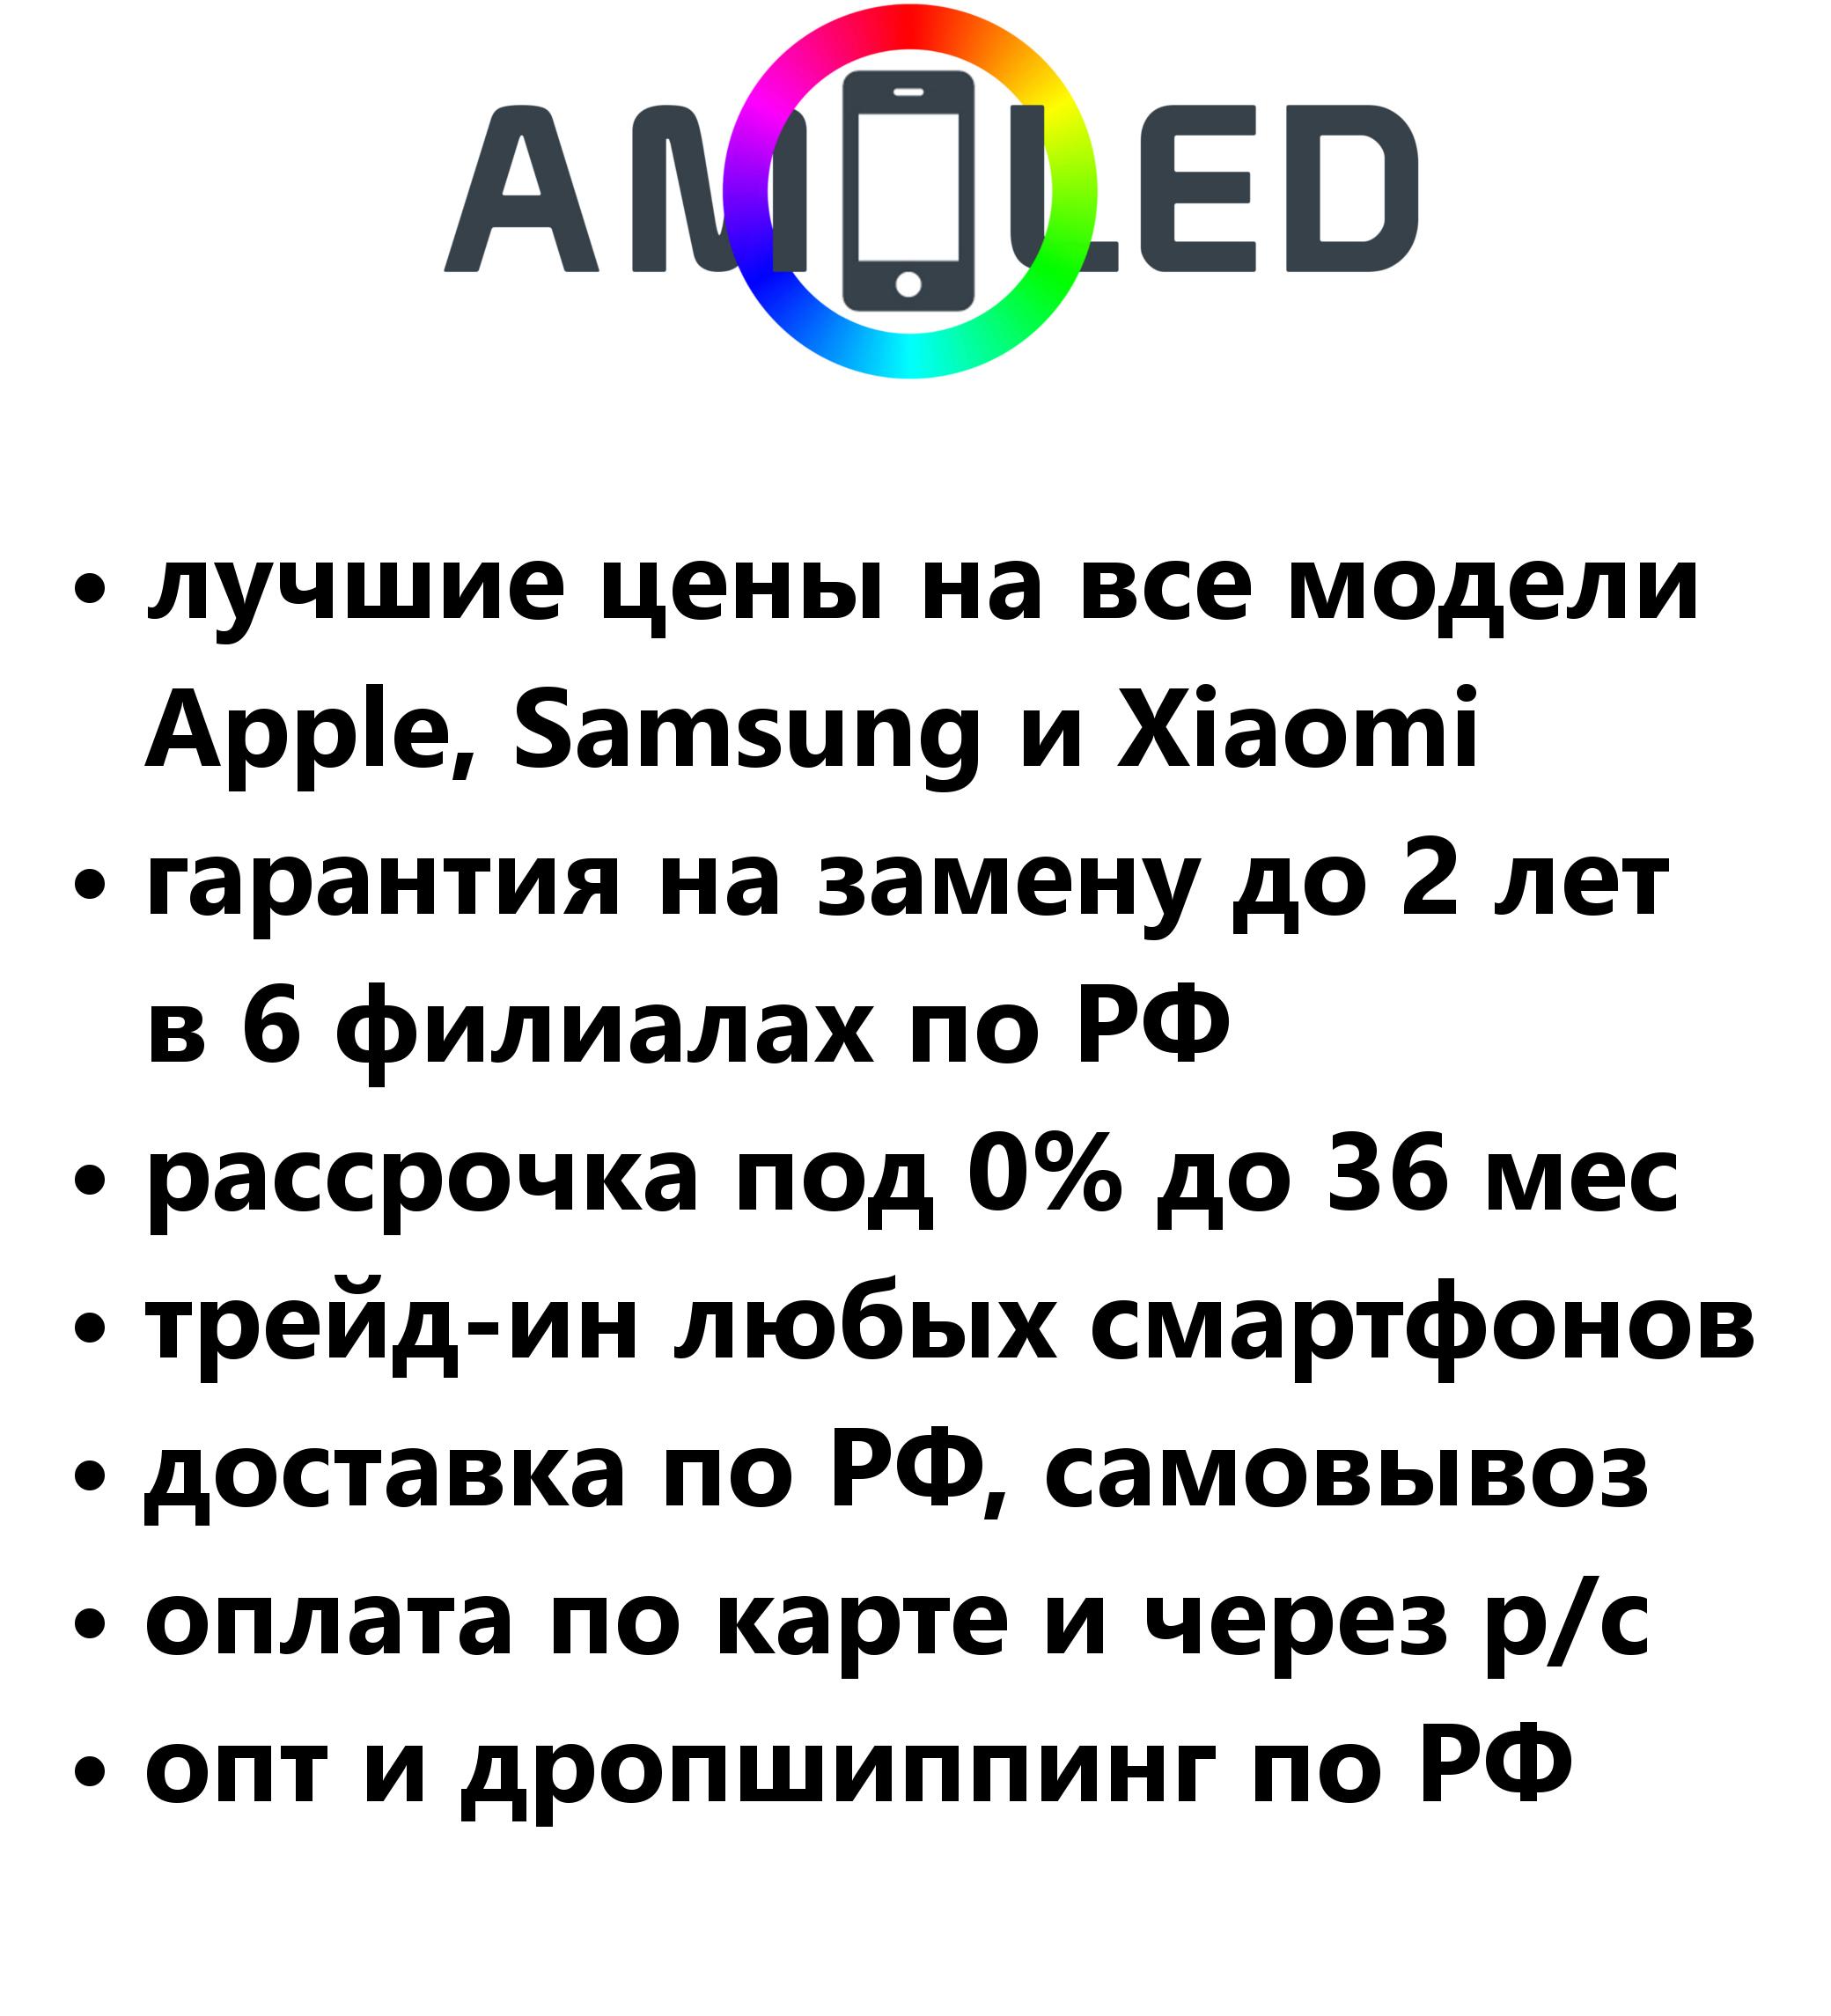 AMOLED
• лучшие цены на все модели
Apple, Samsung и Xiaomi
• гарантия на замену до 2 лет
в 6 филиалах по РФ
• рассрочка под 0% до 36 мес
• трейд-ин любых смартфонов
• доставка по РФ, самовывоз
• оплата по карте и через р/с
• опт и дропшиппинг по РФ